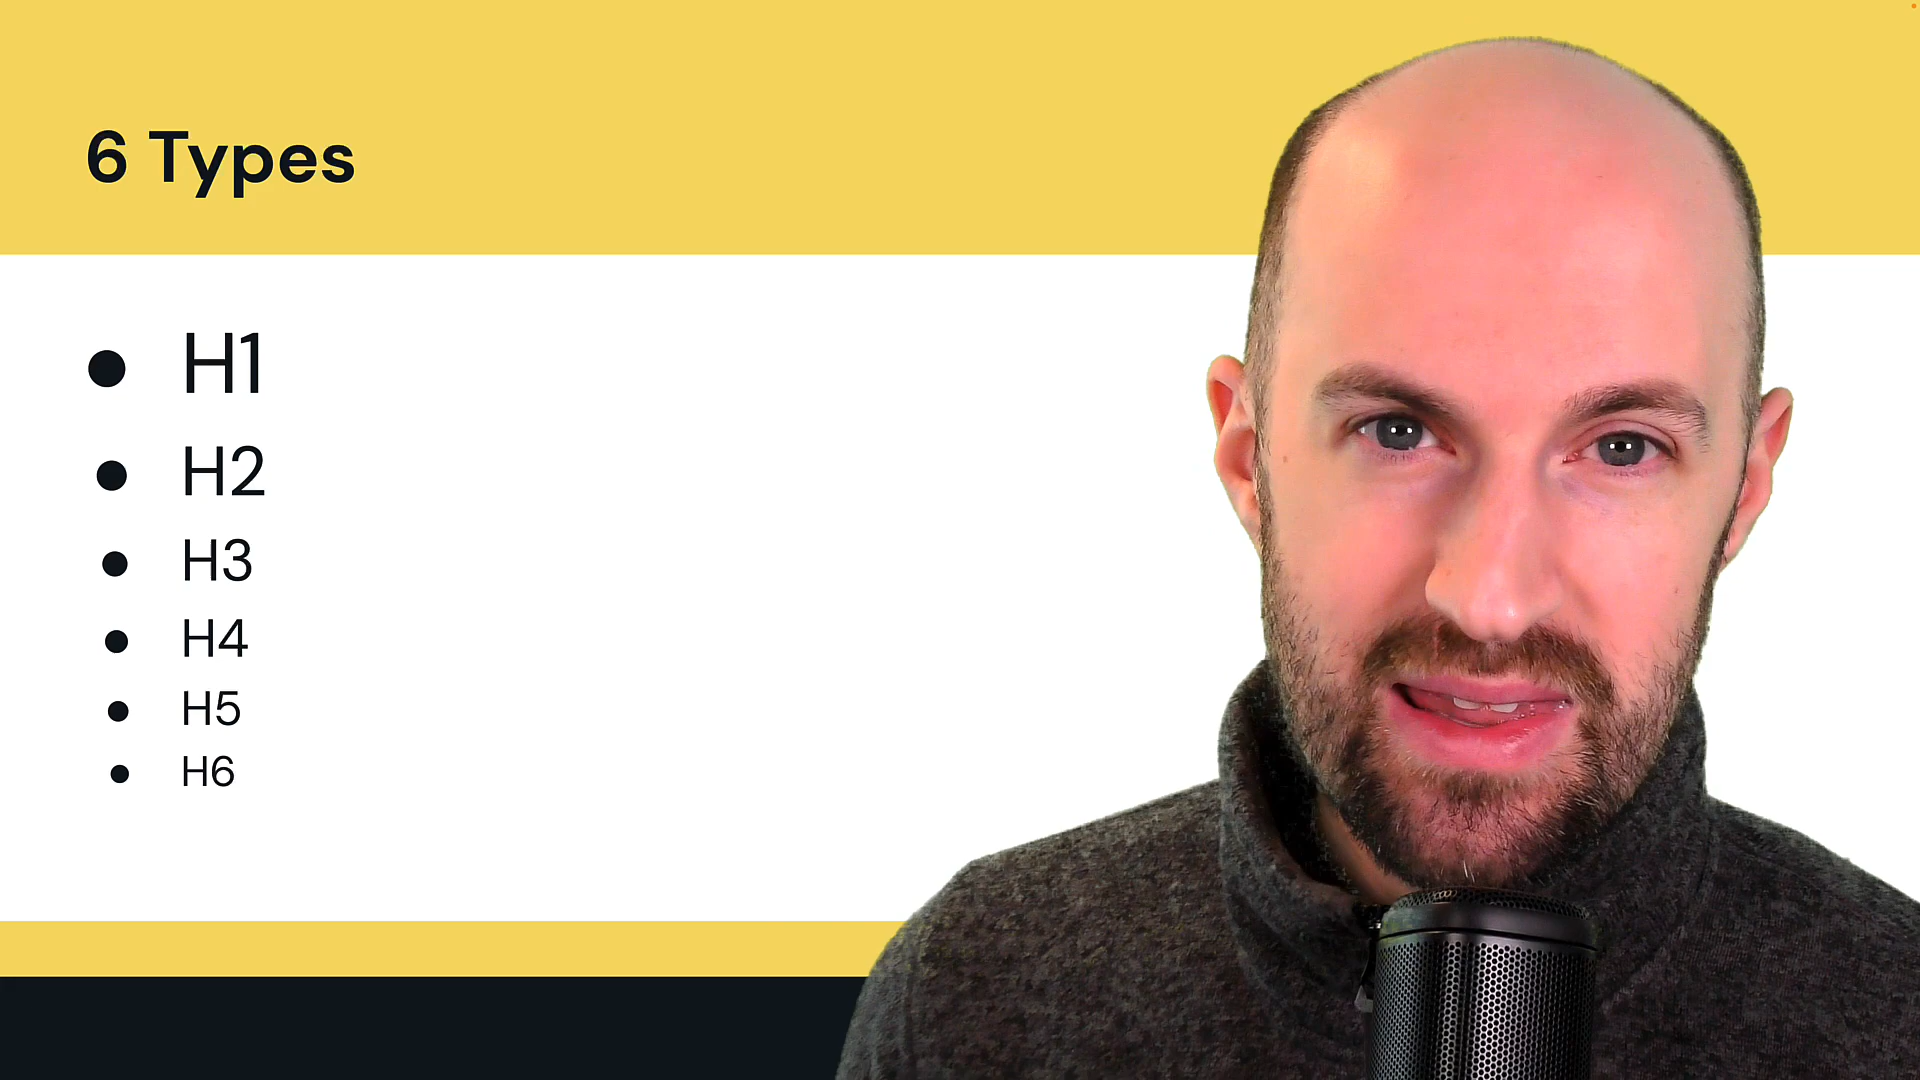 6 Types
● H1
● H2
● H3
● H4
● H5
● H6